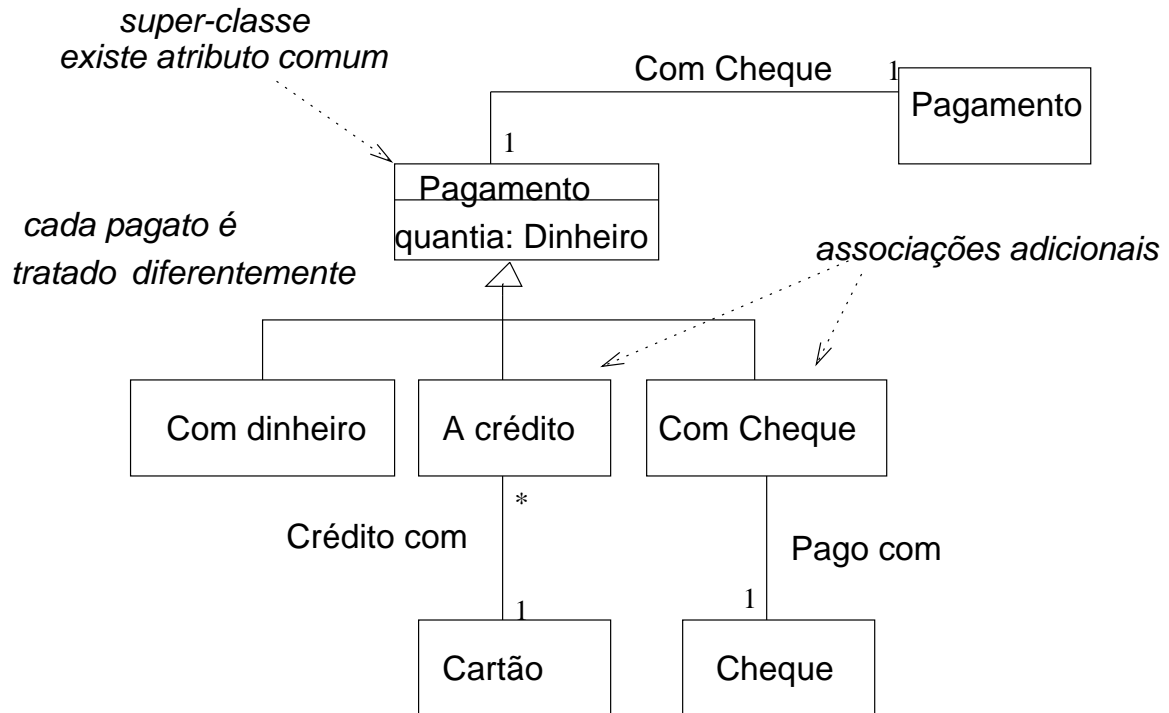 super-classe
existe atributo comum
Com Cheque
1
Pagamento
1
Pagamento
quantia: Dinheiro
cada pagato é
tratado diferentemente
associações adicionais
Com dinheiro
A crédito
Com Cheque
*
Crédito com
Pago com
1
1
Cartão
Cheque